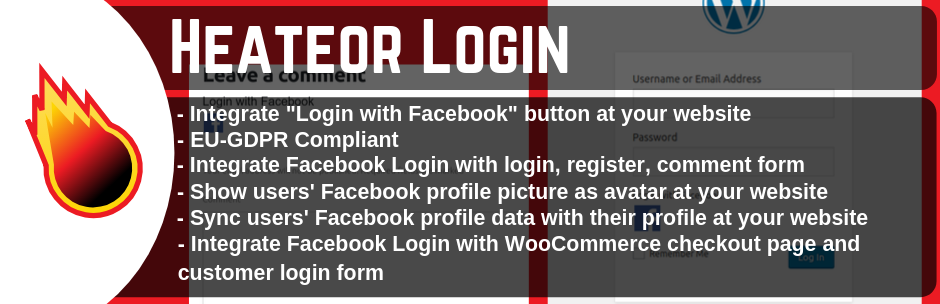 HEATEOR LOGIN
Leave a comment
Login with Facebook
Username or Email Address
Password
Remember Me
Log In
- Integrate "Login with Facebook" button at your website
- EU-GDPR Compliant
- Integrate Facebook Login with login, register, comment form
- Show users' Facebook profile picture as avatar at your website
- Sync users' Facebook profile data with their profile at your website
- Integrate Facebook Login with WooCommerce checkout page and
customer login form